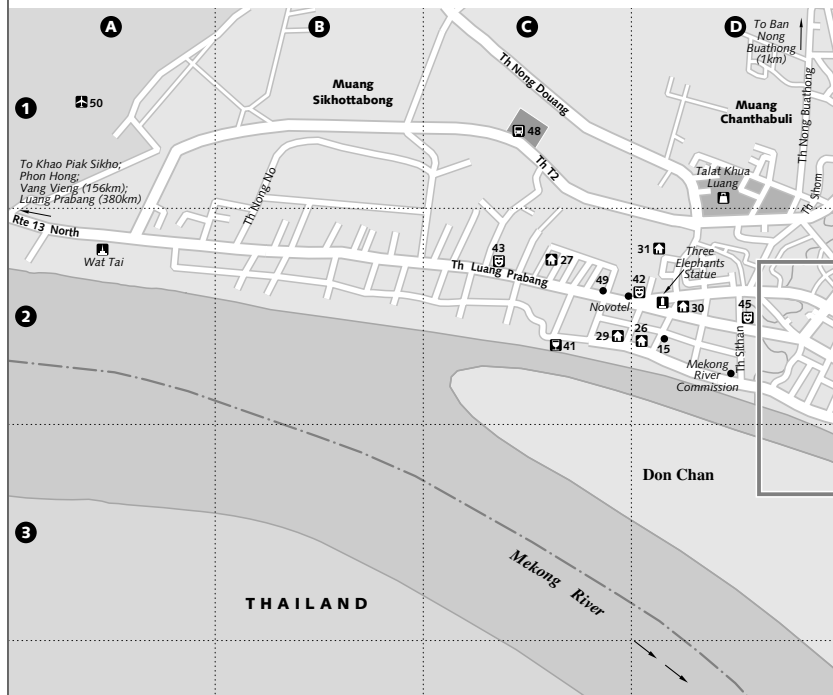 A
B
C
D
To Ban
Nong
Buathong
(1km)
Th Nong Douang
Th Nong Buathong
Muang
Sikhottabong
Muang
Chanthabuli
1
50
48
Th T2
To Khao Piak Sikho;
Phon Hong;
Vang Vieng (156km);
Luang Prabang (380km)
Talat Khua
Luang
Th Nong No
Th Shom
Rte 13 North
Wat Tai
43
27
31
Three
Elephants
Statue
Th Luang Prabang
49
42
Novotel
30
45
2
29
26
15
41
Th Sithan
Mekong
River
Commission
Don Chan
3
Mekong River
THAILAND